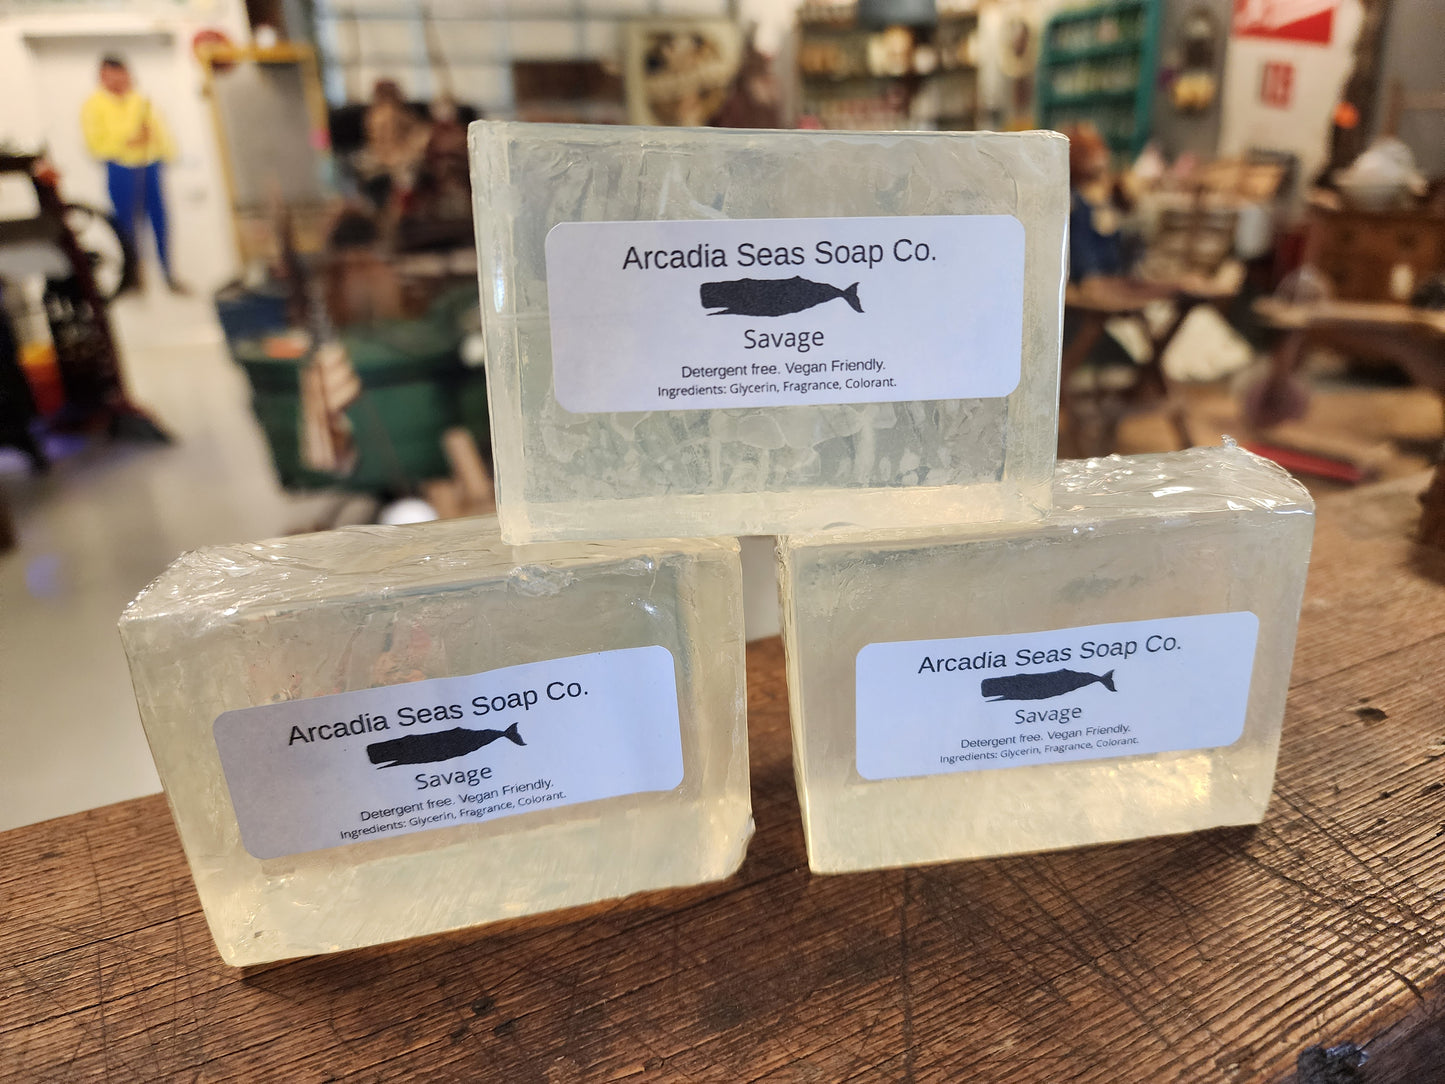 Arcadia Seas Soap Co.
Savage
Detergent free. Vegan Friendly.
Ingredients: Glycerin, Fragrance, Colorant.
Arcadia Seas Soap Co.
Savage
Detergent free. Vegan Friendly.
Ingredients: Glycerin, Fragrance, Colorant.
Arcadia Seas Soap Co.
Savage
Detergent free. Vegan Friendly.
Ingredients: Glycerin, Fragrance, Colorant.